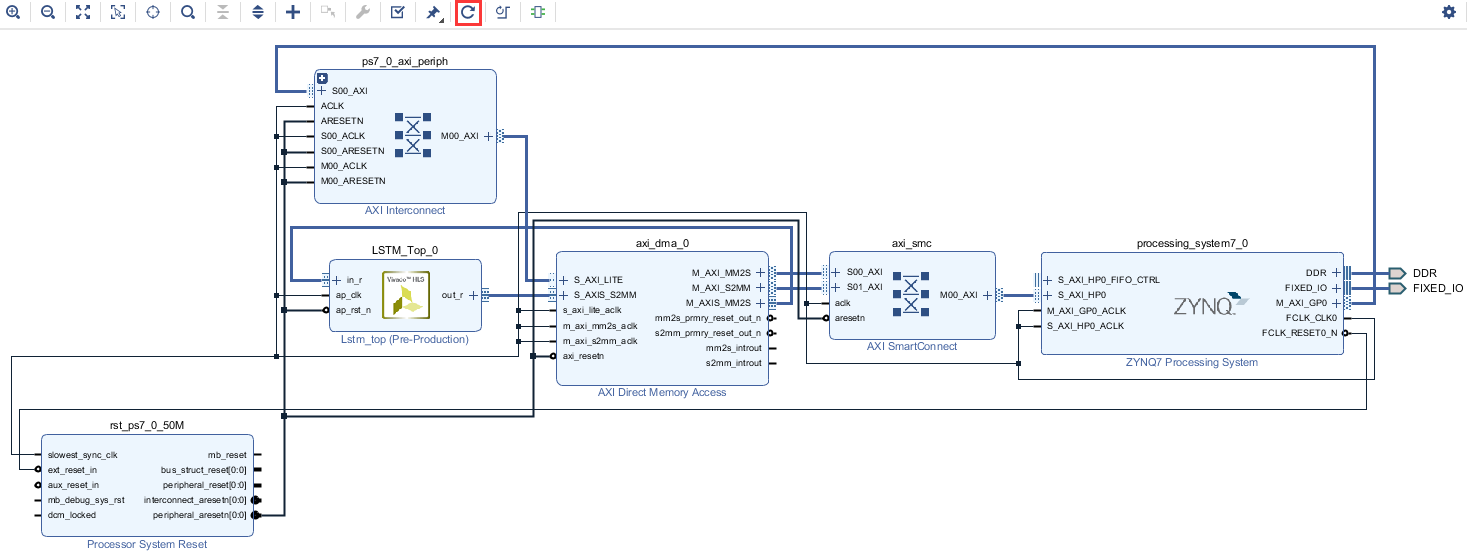 ps7_0_axi_periph
S00_AXI
ACLK
ARESETN
S00_ACLK
M00_AXI
S00_ARESETN
M00_ACLK
M00_ARESETN
AXI Interconnect
LSTM_Top_0
in_r
Vivado™ HLS
ap_clk
out_r
ap_rst_n
Lstm_top (Pre-Production)
axi_dma_0
S_AXI_LITE
S_AXIS_S2MM
s_axi_lite_aclk
m_axi_mm2s_aclk
m_axi_s2mm_aclk
axi_resetn
M_AXI_MM2S
M_AXI_S2MM
M_AXIS_MM2S
mm2s_prmry_reset_out_n
s2mm_prmry_reset_out_n
mm2s_introut
s2mm_introut
AXI Direct Memory Access
axi_smc
S00_AXI
S01_AXI
aclk
aresetn
M00_AXI
AXI SmartConnect
processing_system7_0
S_AXI_HP0_FIFO_CTRL
S_AXI_HP0
M_AXI_GP0_ACLK
S_AXI_HP0_ACLK
ZYNQ
DDR
FIXED_IO
M_AXI_GP0
FCLK_CLK0
FCLK_RESET0_N
ZYNQ7 Processing System
DDR
FIXED_IO
rst_ps7_0_50M
slowest_sync_clk
ext_reset_in
aux_reset_in
mb_debug_sys_rst
dcm_locked
mb_reset
bus_struct_reset[0:0]
peripheral_reset[0:0]
interconnect_aresetn[0:0]
peripheral_aresetn[0:0]
Processor System Reset